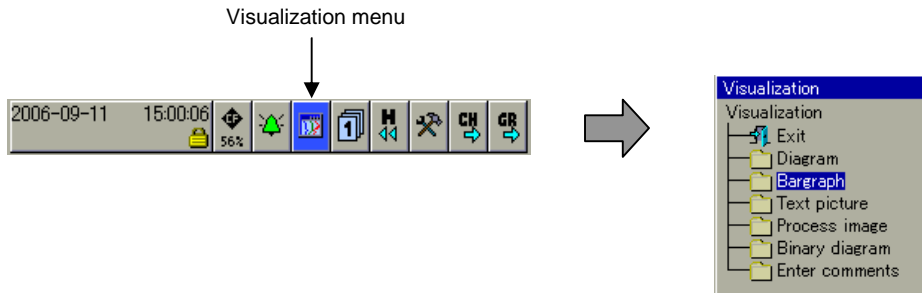 Visualization menu
2006-09-11 15:00:06
56%
1
H
CH
GR
Visualization
Visualization
Exit
Diagram
Bargraph
Text picture
Process image
Binary diagram
Enter comments